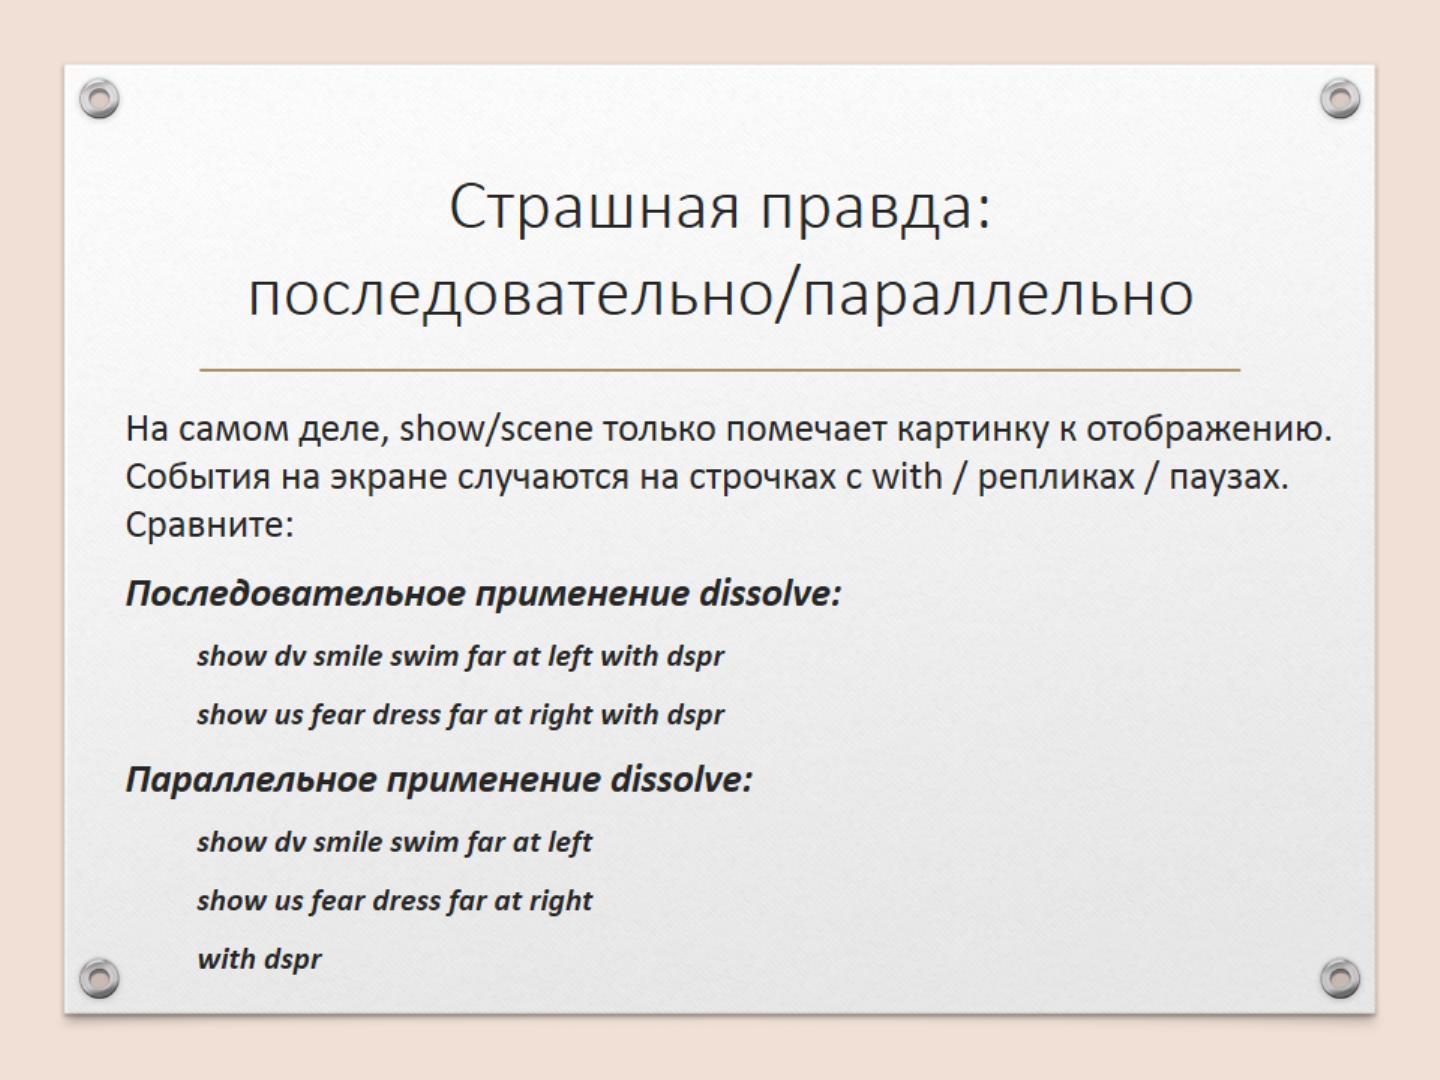 Страшная правда:
последовательно/параллельно
На самом деле, show/scene только помечает картинку к отображению.
События на экране случаются на строчках с with / репликах / паузах.
Сравните:
Последовательное применение dissolve:
show dv smile swim far at left with dspr
show us fear dress far at right with dspr
Параллельное применение dissolve:
show dv smile swim far at left
show us fear dress far at right
with dspr